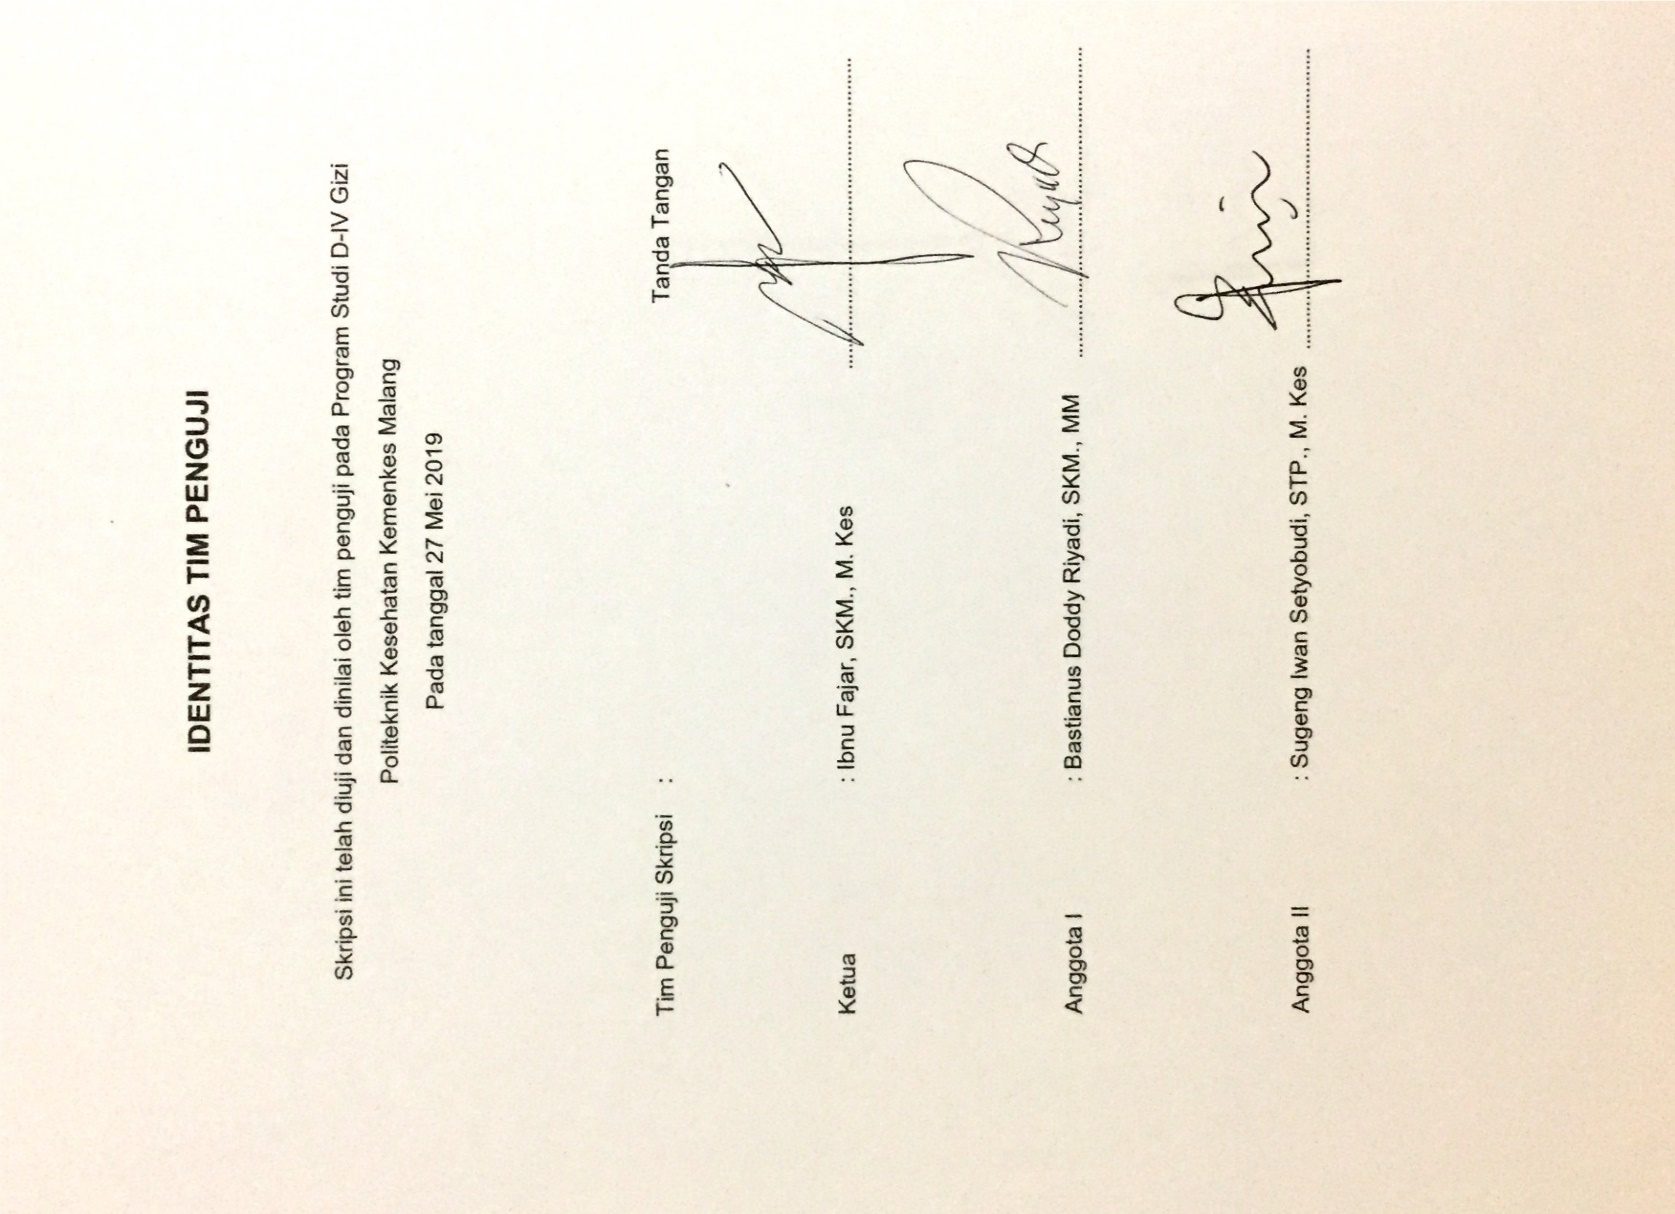 IDENTITAS TIM PENGUJI
Skripsi ini telah diuji dan dinilai oleh tim penguji pada Program Studi D-IV Gizi
Politeknik Kesehatan Kemenkes Malang
Pada tanggal 27 Mei 2019
Tim Penguji Skripsi : Tanda Tangan
Ketua : Ibnu Fajar, SKM., M. Kes
Anggota I : Bastianus Doddy Riyadi, SKM., MM
Anggota II : Sugeng Iwan Setyobudi, STP., M. Kes